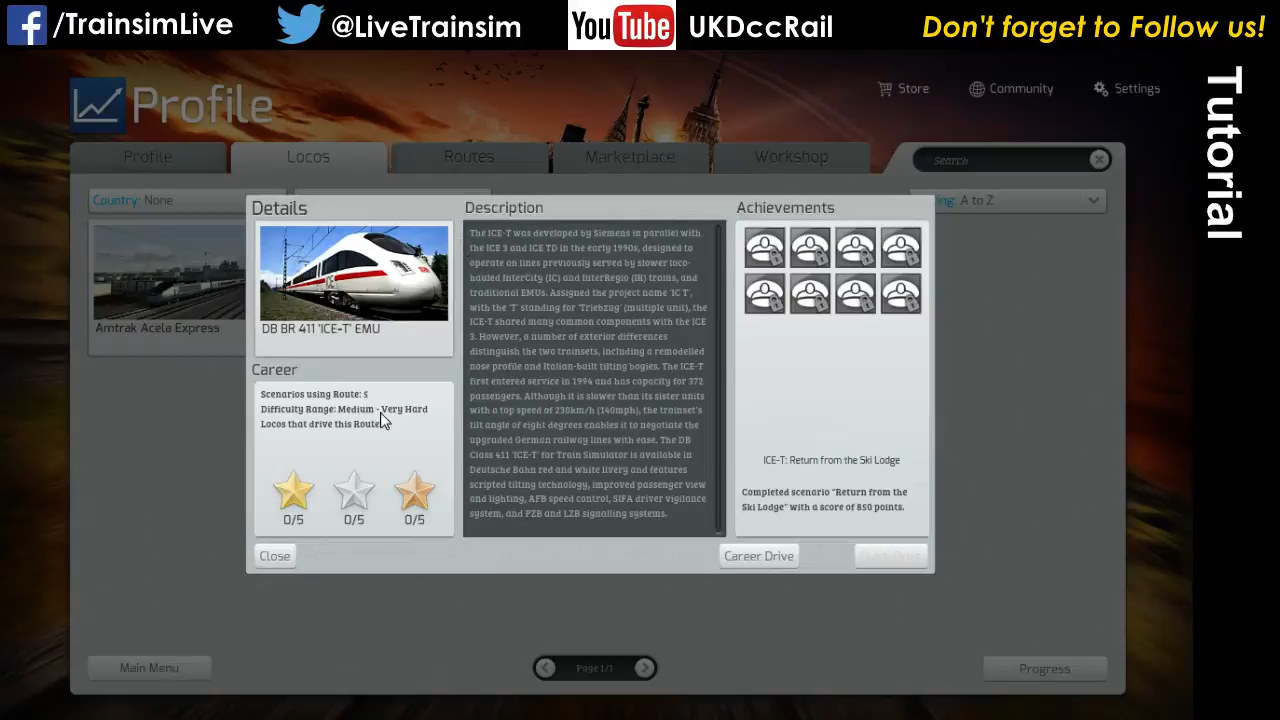 /TrainsimLive @LiveTrainsim You Tube UKDccRail Don't forget to Follow us!
Tutorial
Profile
Store Community Settings
Profile Locos Routes Marketplace Workshop Search
Country: None
A to Z
Amtrak Acela Express
Details
DB BR 411 'ICE-T' EMU
Career
Scenarios using Route: 5
Difficulty Range: Medium - Very Hard
Locos that drive this Route
0/5 0/5 0/5
Close
Description
The ICE-T was developed by Siemens in parallel with
the ICE 3 and ICE TD in the early 1990s, designed to
operate on lines previously served by slower loco-
hauled InterCity (IC) and InterRegio (IR) trains, and
traditional EMUs. Assigned the project name 'IC T',
with the 'T' standing for 'Triebzug' (multiple unit), the
ICE-T shared many common components with the ICE
3. However, a number of exterior differences
distinguish the two trainsets, including a remodelled
nose profile and Italian-built tilting bogies. The ICE-T
first entered service in 1994 and has capacity for 372
passengers. Although it is slower than its sister units
with a top speed of 230km/h (140mph), the trainset's
tilt angle of eight degrees enables it to negotiate the
upgraded German railway lines with ease. The DB
Class 411 'ICE-T' for Train Simulator is available in
Deutsche Bahn red and white livery and features
scripted tilting technology, improved passenger view
and lighting, AFB speed control, SIFA driver vigilance
system, and PZB and LZB signalling systems.
Achievements
ICE-T: Return from the Ski Lodge
Completed scenario "Return from the
Ski Lodge" with a score of 850 points.
Career Drive Quick Drive
Main Menu Page 1/1 Progress